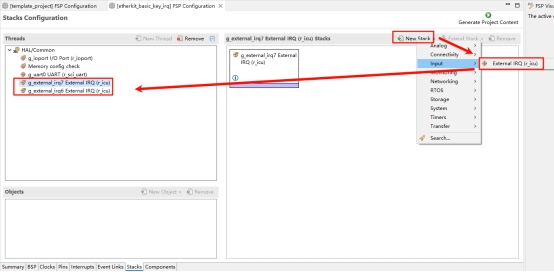 [template_project] FSP Configuration
[etherkit_basic_key_irq] FSP Configuration
FSP Visu
Stacks Configuration
Generate Project Content
The active e
Threads
New Thread
Remove
g_external_irq7 External IRQ (r_icu) Stacks
New Stack
Extend Stack
Remove
HAL/Common
g_ioport I/O Port (r_ioport)
Memory config check
g_uart0 UART (r_sci_uart)
g_external_irq7 External IRQ (r_icu)
g_external_irq6 External IRQ (r_icu)
g_external_irq7 External
IRQ (r_icu)
Analog
Connectivity
Input
External IRQ (r_icu)
Monitoring
Networking
RTOS
Storage
System
Timers
Transfer
Search...
Objects
New Object
Remove
Summary BSP Clocks Pins Interrupts Event Links Stacks Components